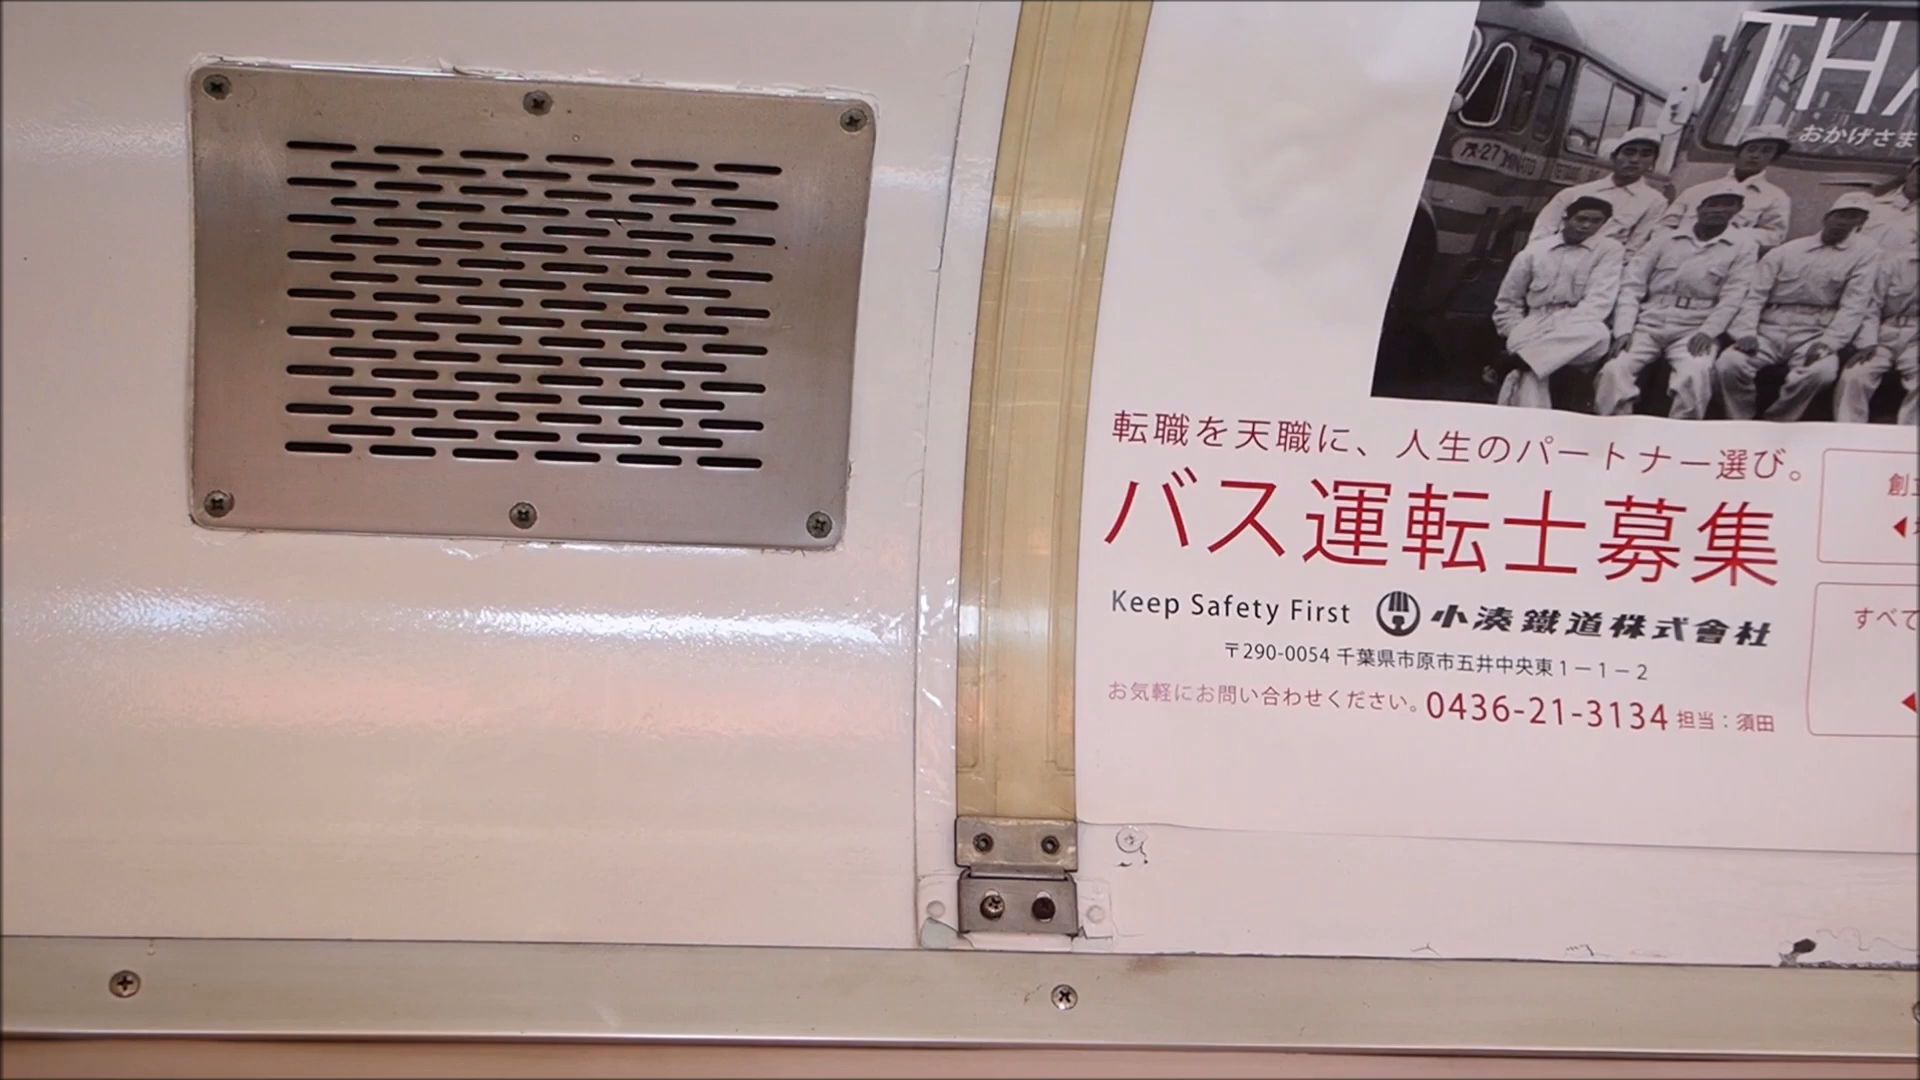 THA
おかげさま
転職を天職に、人生のパートナー選び。
バス運転士募集
Keep Safety First 小湊鐵道株式會社
〒290-0054 千葉県市原市五井中央東1－1－2
お気軽にお問い合わせください。0436-21-3134 担当：須田
創立
すべて